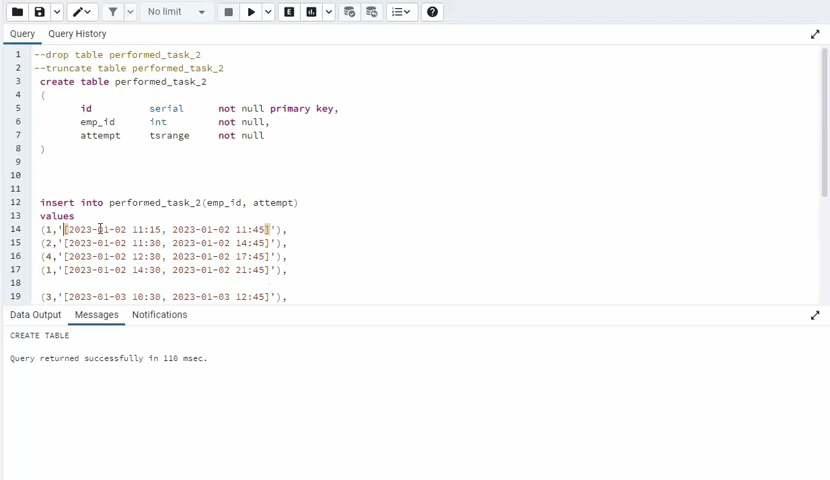 No limit
E
Query Query History
1 --drop table performed_task_2
2 --truncate table performed_task_2
3 create table performed_task_2
4 (
5 id serial not null primary key,
6 emp_id int not null,
7 attempt tsrange not null
8 )
9
10
11
12 insert into performed_task_2(emp_id, attempt)
13 values
14 (1,'[2023-01-02 11:15, 2023-01-02 11:45]'),
15 (2,'[2023-01-02 11:30, 2023-01-02 14:45]'),
16 (4,'[2023-01-02 12:30, 2023-01-02 17:45]'),
17 (1,'[2023-01-02 14:30, 2023-01-02 21:45]'),
18
19 (3,'[2023-01-03 10:30, 2023-01-03 12:45]'),
Data Output Messages Notifications
CREATE TABLE
Query returned successfully in 110 msec.